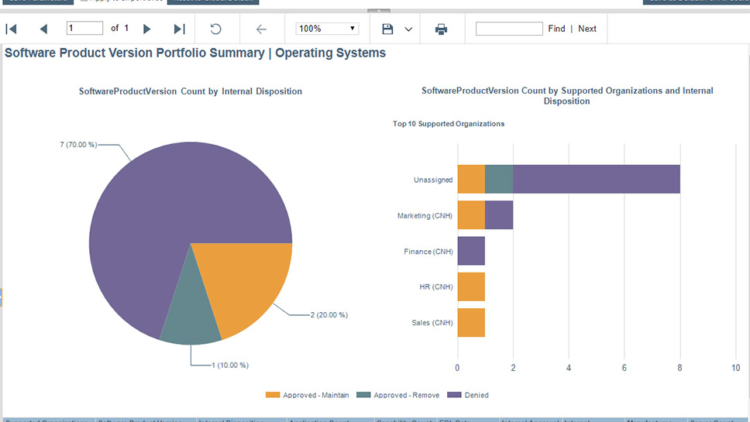 1 of 1
100%
Find | Next
Software Product Version Portfolio Summary | Operating Systems
SoftwareProductVersion Count by Internal Disposition
7 (70.00 %)
2 (20.00 %)
1 (10.00 %)
SoftwareProductVersion Count by Supported Organizations and Internal
Disposition
Top 10 Supported Organizations
Unassigned
Marketing (CNH)
Finance (CNH)
HR (CNH)
Sales (CNH)
0 2 4 6 8 10
Approved - Maintain Approved - Remove Denied